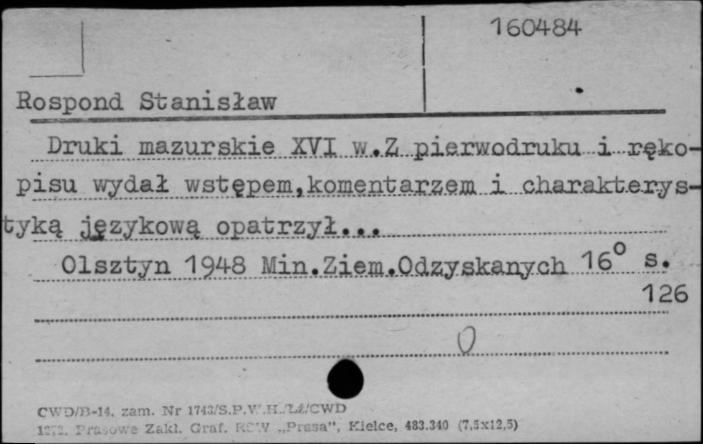 160484
Rospond Stanisław
Druki mazurskie XVI w.Z pierwodruku i ręko-
pisu wydał wstępem,komentarzem i charakterys-
tyką językową opatrzył...
Olsztyn 1948 Min.Ziem.Odzyskanych 16° s.
126
0
CWD/B-14. zam. Nr 1743/S.P.W.H./CWD
Prasowe Zakł. Graf. RSW „Prasa", Kielce, 483.340 (7,5x12,5)